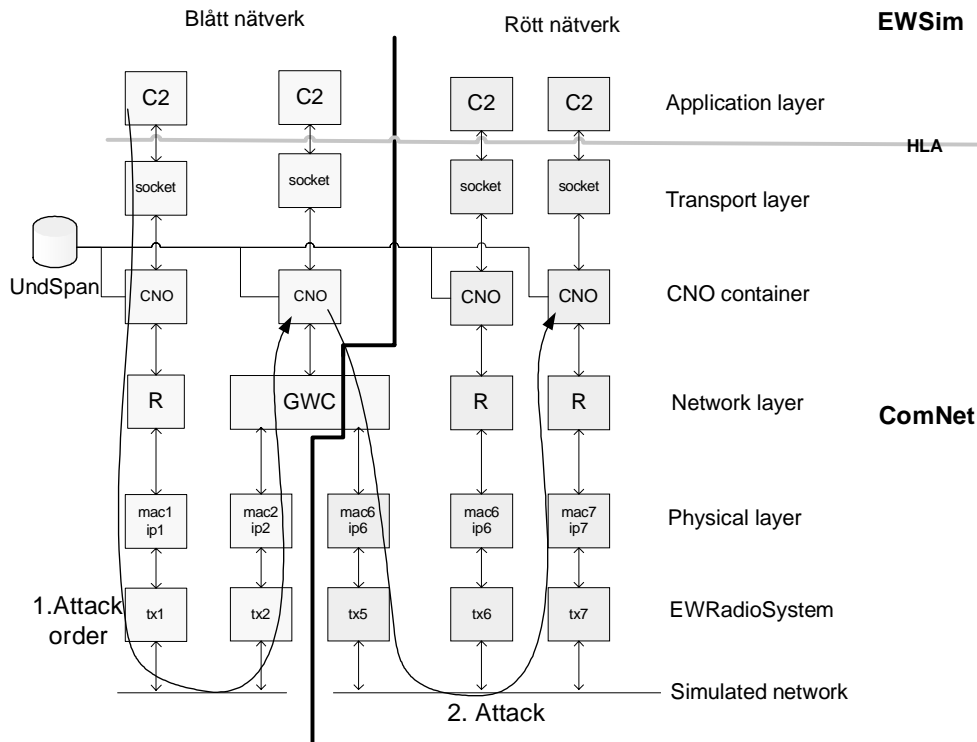 Blått nätverk
Rött nätverk
EWSim
C2
C2
C2
C2
Application layer
HLA
socket
socket
socket
socket
Transport layer
UndSpan
CNO
CNO
CNO
CNO
CNO container
R
GWC
R
R
Network layer
ComNet
mac1
ip1
mac2
ip2
mac6
ip6
mac6
ip6
mac7
ip7
Physical layer
1.Attack
order
tx1
tx2
tx5
tx6
tx7
EWRadioSystem
Simulated network
2. Attack